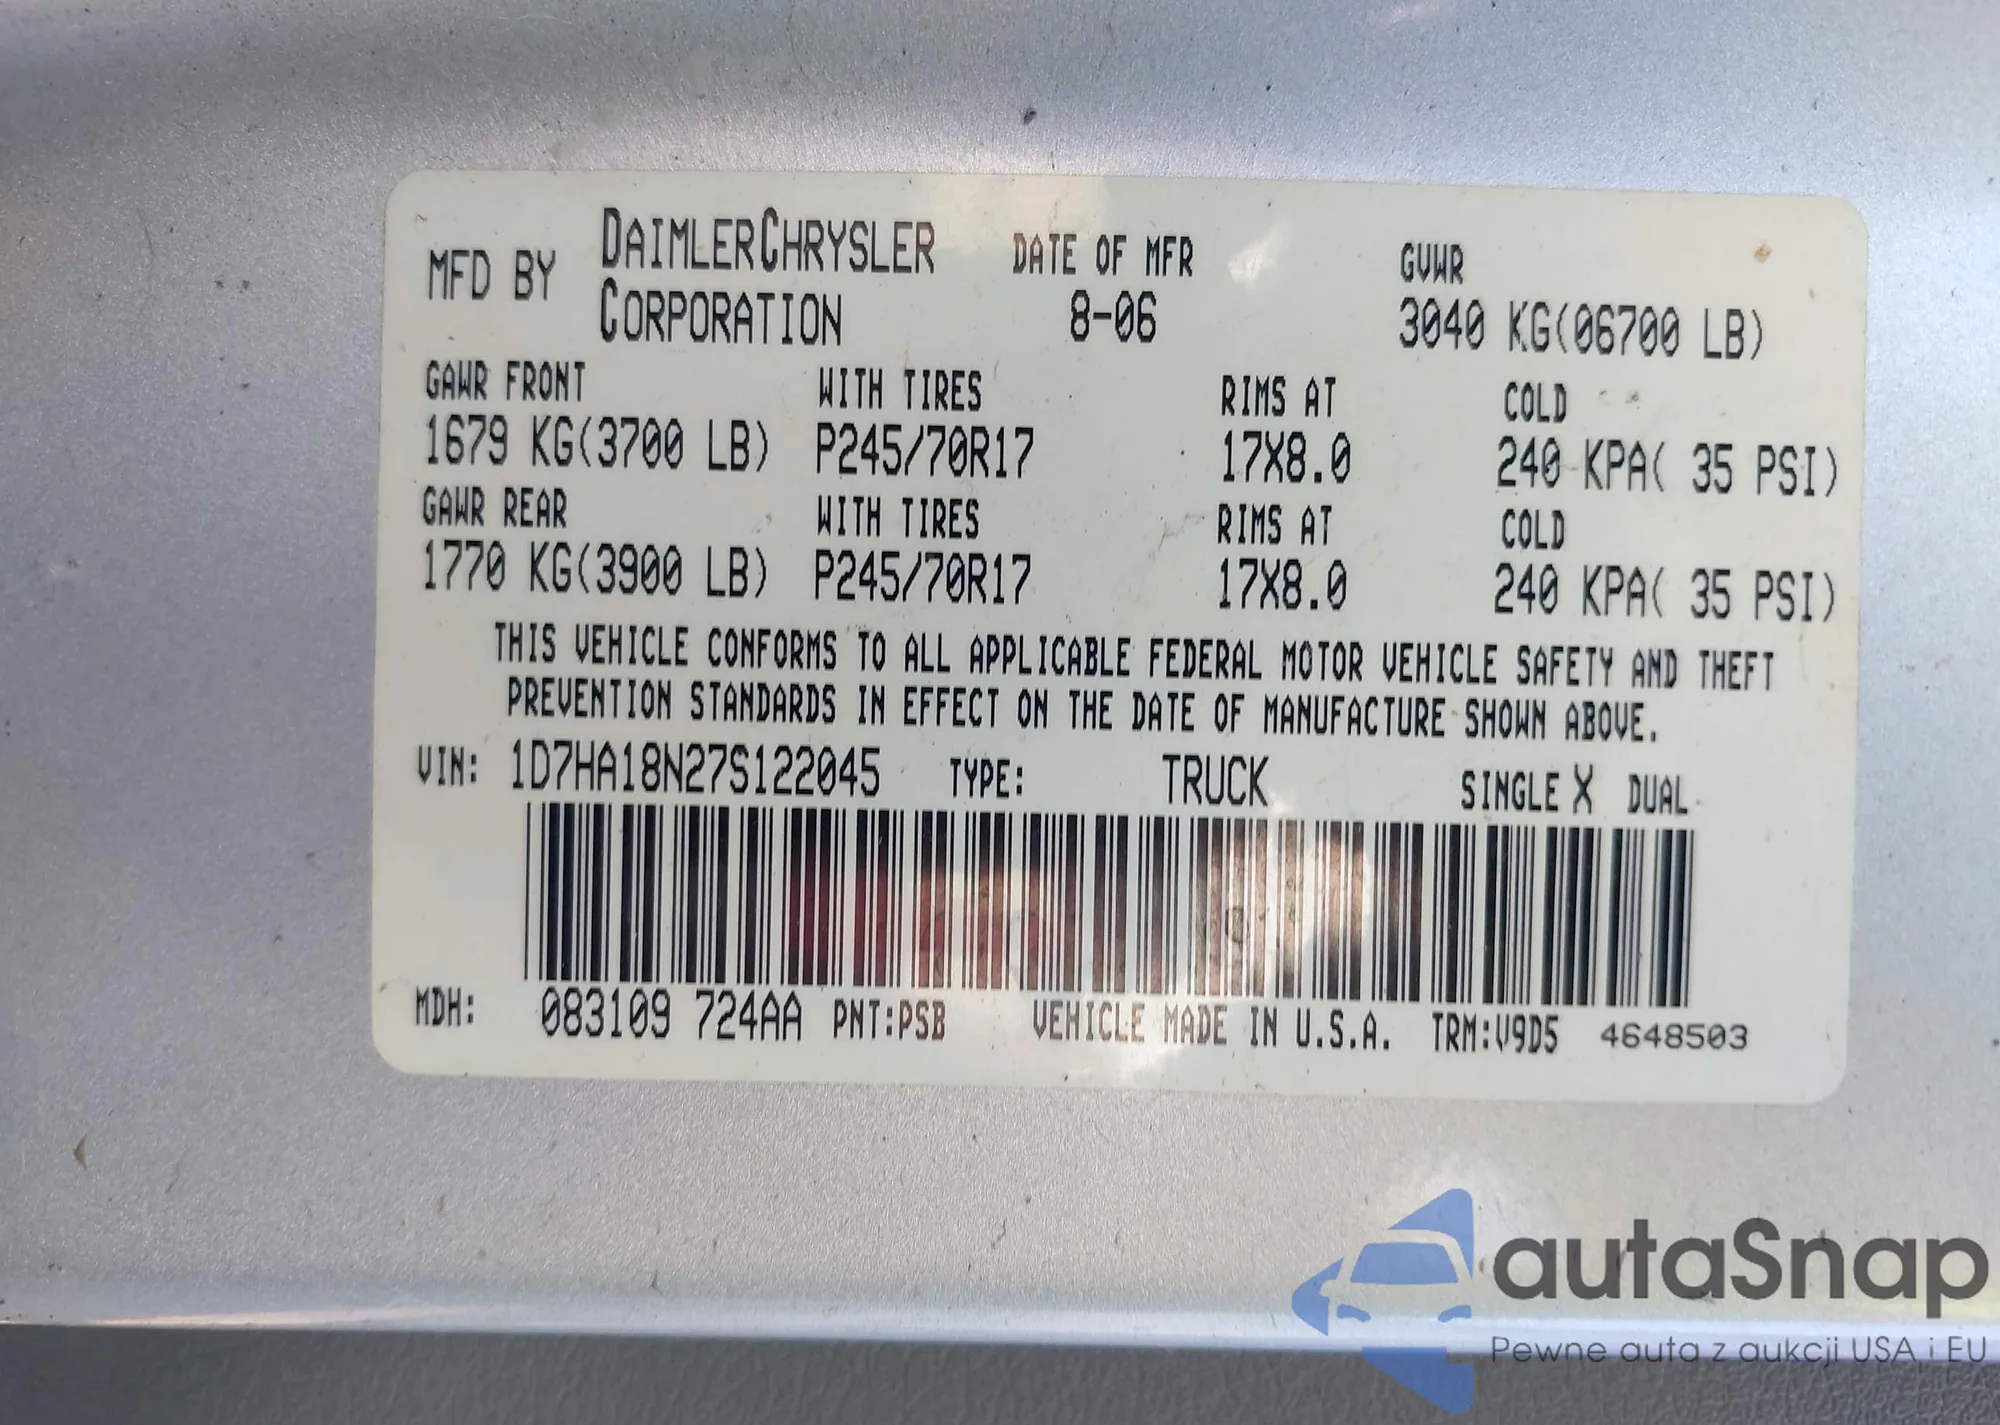 MFD BY DAIMLERCHRYSLER CORPORATION DATE OF MFR 8-06 GVWR 3040 KG(06700 LB)
GAWR FRONT WITH TIRES RIMS AT COLD
1679 KG(3700 LB) P245/70R17 17X8.0 240 KPA( 35 PSI)
GAWR REAR WITH TIRES RIMS AT COLD
1770 KG(3900 LB) P245/70R17 17X8.0 240 KPA( 35 PSI)
THIS VEHICLE CONFORMS TO ALL APPLICABLE FEDERAL MOTOR VEHICLE SAFETY AND THEFT
PREVENTION STANDARDS IN EFFECT ON THE DATE OF MANUFACTURE SHOWN ABOVE.
VIN: 1D7HA18N27S122045 TYPE: TRUCK SINGLE X DUAL
MDH: 083109 724AA PNT:PSB VEHICLE MADE IN U.S.A. TRM:V9D5 4648503
autaSnap
Pewne auta z aukcji USA i EU